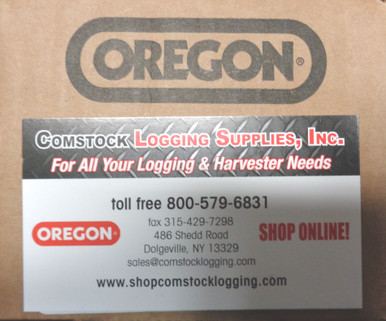 OREGON®
COMSTOCK LOGGING SUPPLIES, INC.
For All Your Logging & Harvester Needs
toll free 800-579-6831
fax 315-429-7298
486 Shedd Road
Dolgeville, NY 13329
sales@comstocklogging.com
OREGON®
SHOP ONLINE!
www.shopcomstocklogging.com